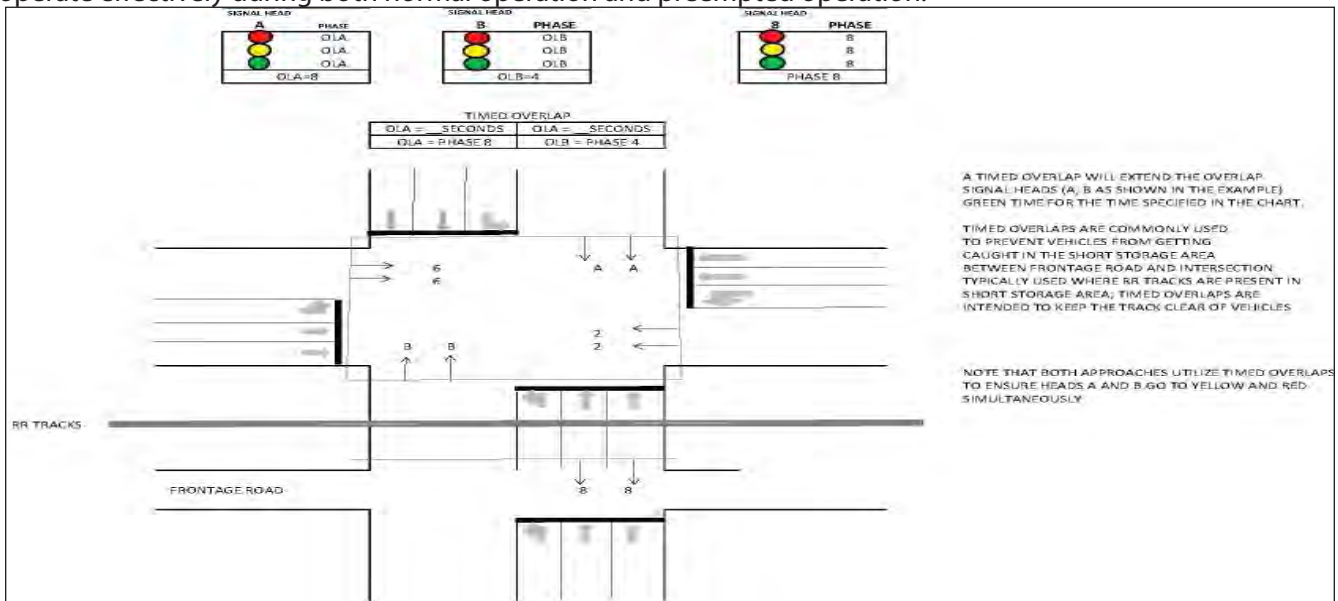 operate effectively during both normal operation and preempted operation.
SIGNAL HEAD
A PHASE
OLA
OLA
OLA
OLA=8
SIGNAL HEAD
B PHASE
OLB
OLB
OLB
OLB=4
SIGNAL HEAD
8 PHASE
8
8
8
PHASE 8
TIMED OVERLAP
OLA = __SECONDS OLA = __SECONDS
OLA = PHASE 8 OLB = PHASE 4
A TIMED OVERLAP WILL EXTEND THE OVERLAP
SIGNAL HEADS (A, B AS SHOWN IN THE EXAMPLE)
GREEN TIME FOR THE TIME SPECIFIED IN THE CHART.
TIMED OVERLAPS ARE COMMONLY USED
TO PREVENT VEHICLES FROM GETTING
CAUGHT IN THE SHORT STORAGE AREA
BETWEEN FRONTAGE ROAD AND INTERSECTION
TYPICALLY USED WHERE RR TRACKS ARE PRESENT IN
SHORT STORAGE AREA; TIMED OVERLAPS ARE
INTENDED TO KEEP THE TRACK CLEAR OF VEHICLES
6
6
A A
2
2
B B
NOTE THAT BOTH APPROACHES UTILIZE TIMED OVERLAPS
TO ENSURE HEADS A AND B GO TO YELLOW AND RED
SIMULTANEOUSLY
RR TRACKS
FRONTAGE ROAD
8 8